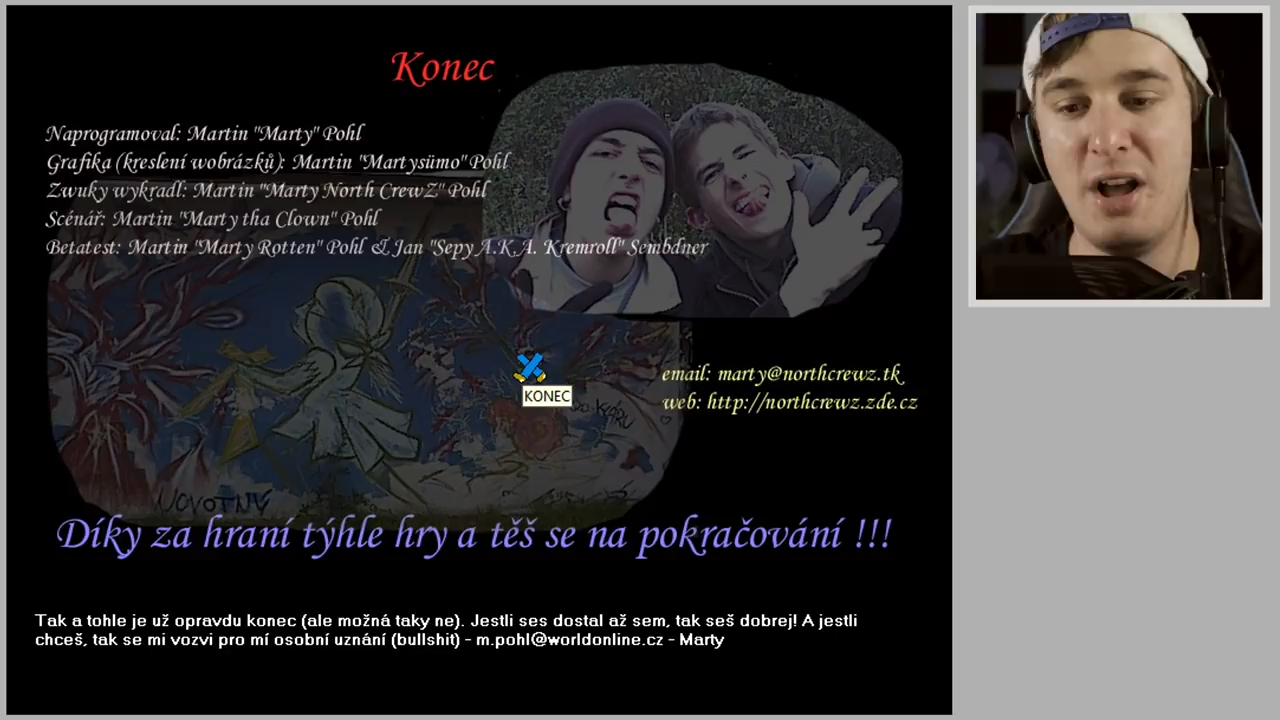 Konec
Naprogramoval: Martin "Marty" Pohl
Grafika (kreslení wobrázků): Martin "Martysümo" Pohl
Zwuky wykradl: Martin "Marty North CrewZ" Pohl
Scénář: Martin "Marty tha Clown" Pohl
Betatest: Martin "Marty Rotten" Pohl & Jan "Sepy A.K.A. Kremroll" Sembdner
email: marty@northcrewz.tk
KONEC
web: http://northcrewz.zde.cz
NOVOTNÝ
Díky za hraní týhle hry a těš se na pokračování !!!
Tak a tohle je už opravdu konec (ale možná taky ne). Jestli ses dostal až sem, tak seš dobrej! A jestli
chceš, tak se mi vozvi pro mí osobní uznání (bullshit) - m.pohl@worldonline.cz - Marty